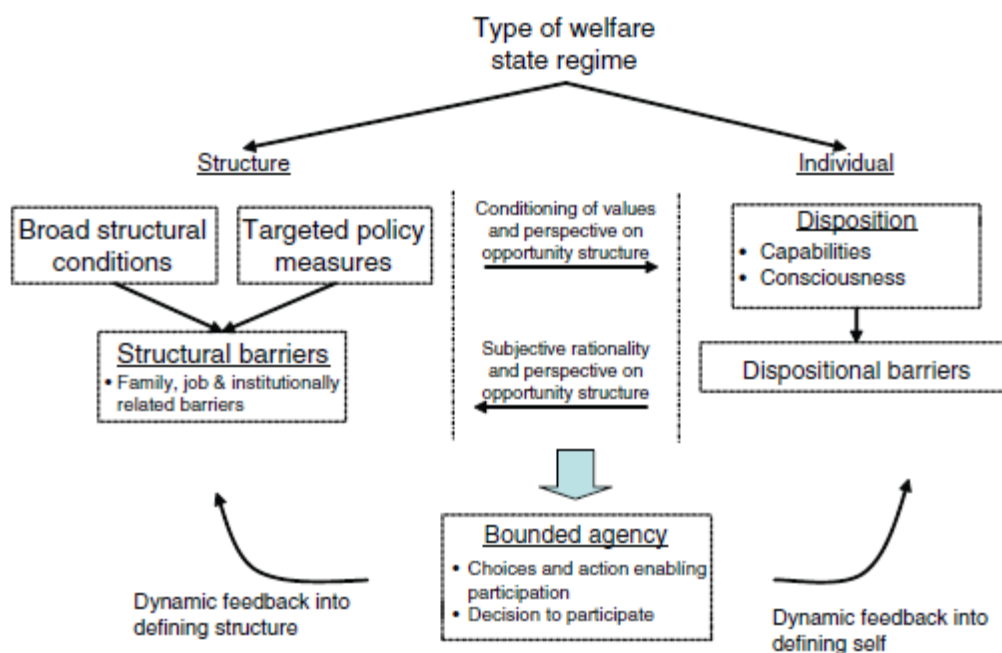 Type of welfare
state regime
Structure
Individual
Broad structural
conditions
Targeted policy
measures
Conditioning of values
and perspective on
opportunity structure
Disposition
• Capabilities
• Consciousness
Structural barriers
• Family, job & institutionally
related barriers
Subjective rationality
and perspective on
opportunity structure
Dispositional barriers
Bounded agency
• Choices and action enabling
participation
• Decision to participate
Dynamic feedback into
defining structure
Dynamic feedback into
defining self